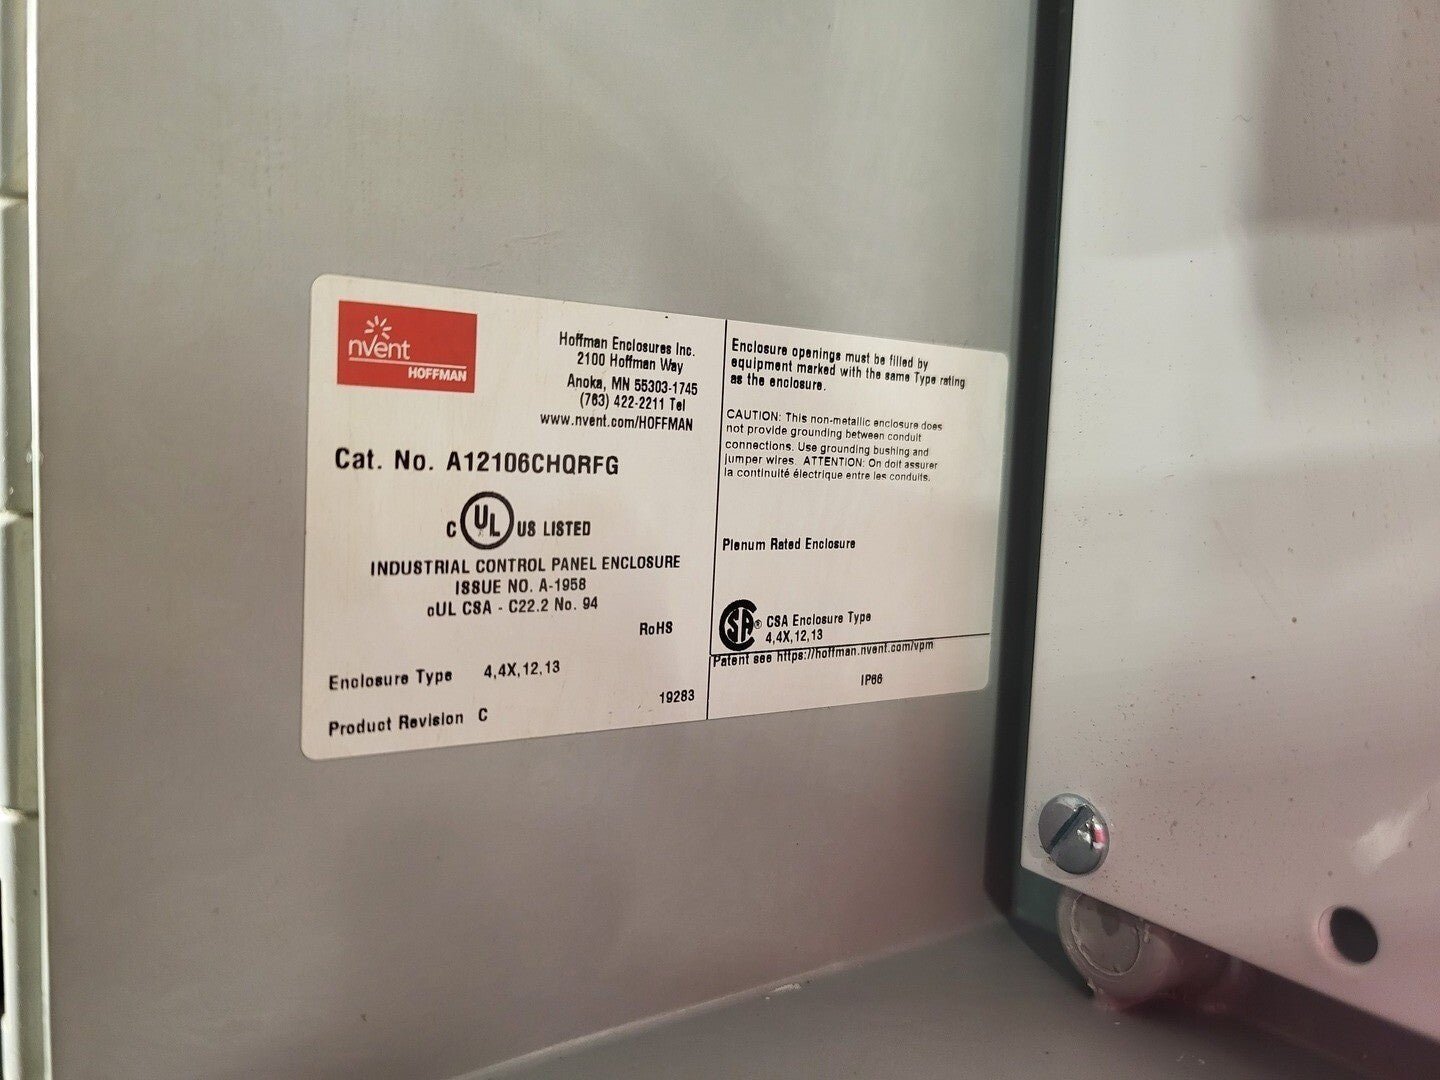 nVent
HOFFMAN
Hoffman Enclosures Inc.
2100 Hoffman Way
Anoka, MN 55303-1745
(763) 422-2211 Tel
www.nvent.com/HOFFMAN
Cat. No. A12106CHQRFG
C UL US LISTED
INDUSTRIAL CONTROL PANEL ENCLOSURE
ISSUE NO. A-1958
cUL CSA - C22.2 No. 94
RoHS
Enclosure Type 4,4X,12,13
19283
Product Revision C
Enclosure openings must be filled by
equipment marked with the same Type rating
as the enclosure.
CAUTION: This non-metallic enclosure does
not provide grounding between conduit
connections. Use grounding bushing and
jumper wires. ATTENTION: On doit assurer
la continuité électrique entre les conduits.
Plenum Rated Enclosure
SA ® CSA Enclosure Type
4,4X,12,13
Patent see https://hoffman.nvent.com/vpm
IP66